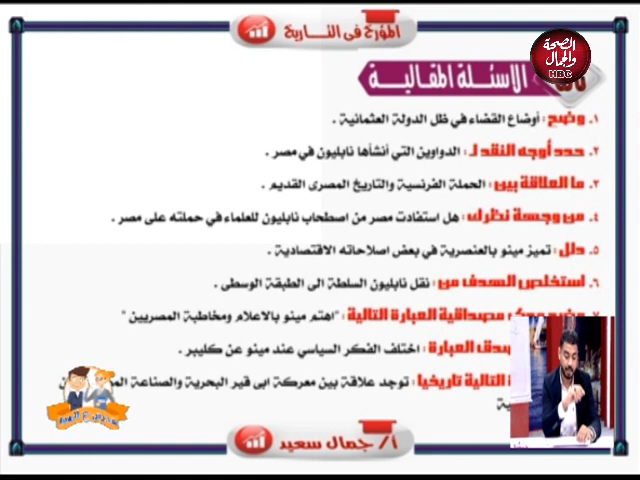 المؤرخ فى التاريخ
الصحة
والجمال
HBC
الاسئلة المقالية
١. وضح : أوضاع القضاء في ظل الدولة العثمانية .
٢. حدد أوجه النقد لـ : الدواوين التي أنشأها نابليون في مصر .
٣. ما العلاقة بين : الحملة الفرنسية والتاريخ المصرى القديم .
٤. من وجهة نظرك : هل استفادت مصر من اصطحاب نابليون للعلماء في حملته على مصر .
٥. دلل : تميز مينو بالعنصرية في بعض اصلاحاته الاقتصادية .
٦. استخلص الهدف من : نقل نابليون السلطة الى الطبقة الوسطى .
مصداقية العبارة التالية : "اهتم مينو بالاعلام ومخاطبة المصريين "
العبارة : اختلف الفكر السياسي عند مينو عن كليبر .
التالية تاريخيا : توجد علاقة بين معركة ابى قير البحرية والصناعة
أ/ جمال سعيد